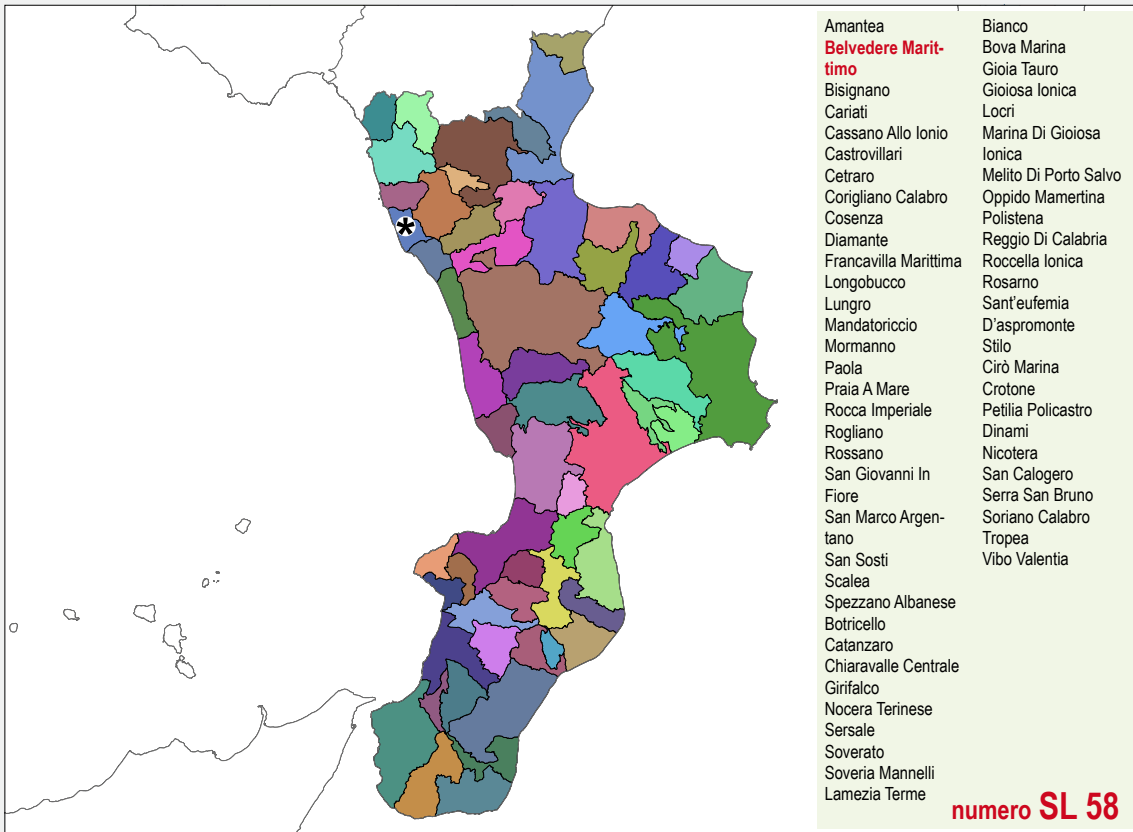 Amantea
Belvedere Marit-
timo
Bisignano
Cariati
Cassano Allo Ionio
Castrovillari
Cetraro
Corigliano Calabro
Cosenza
Diamante
Francavilla Marittima
Longobucco
Lungro
Mandatoriccio
Mormanno
Paola
Praia A Mare
Rocca Imperiale
Rogliano
Rossano
San Giovanni In
Fiore
San Marco Argen-
tano
San Sosti
Scalea
Spezzano Albanese
Botricello
Catanzaro
Chiaravalle Centrale
Girifalco
Nocera Terinese
Sersale
Soverato
Soveria Mannelli
Lamezia Terme
Bianco
Bova Marina
Gioia Tauro
Gioiosa Ionica
Locri
Marina Di Gioiosa
Ionica
Melito Di Porto Salvo
Oppido Mamertina
Polistena
Reggio Di Calabria
Roccella Ionica
Rosarno
Sant'eufemia
D'aspromonte
Stilo
Cirò Marina
Crotone
Petilia Policastro
Dinami
Nicotera
San Calogero
Serra San Bruno
Soriano Calabro
Tropea
Vibo Valentia
numero SL 58